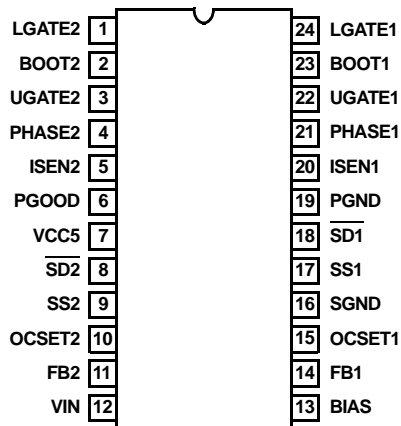 LGATE2 1 24 LGATE1
BOOT2 2 23 BOOT1
UGATE2 3 22 UGATE1
PHASE2 4 21 PHASE1
ISEN2 5 20 ISEN1
PGOOD 6 19 PGND
VCC5 7 18 SD1
SD2 8 17 SS1
SS2 9 16 SGND
OCSET2 10 15 OCSET1
FB2 11 14 FB1
VIN 12 13 BIAS